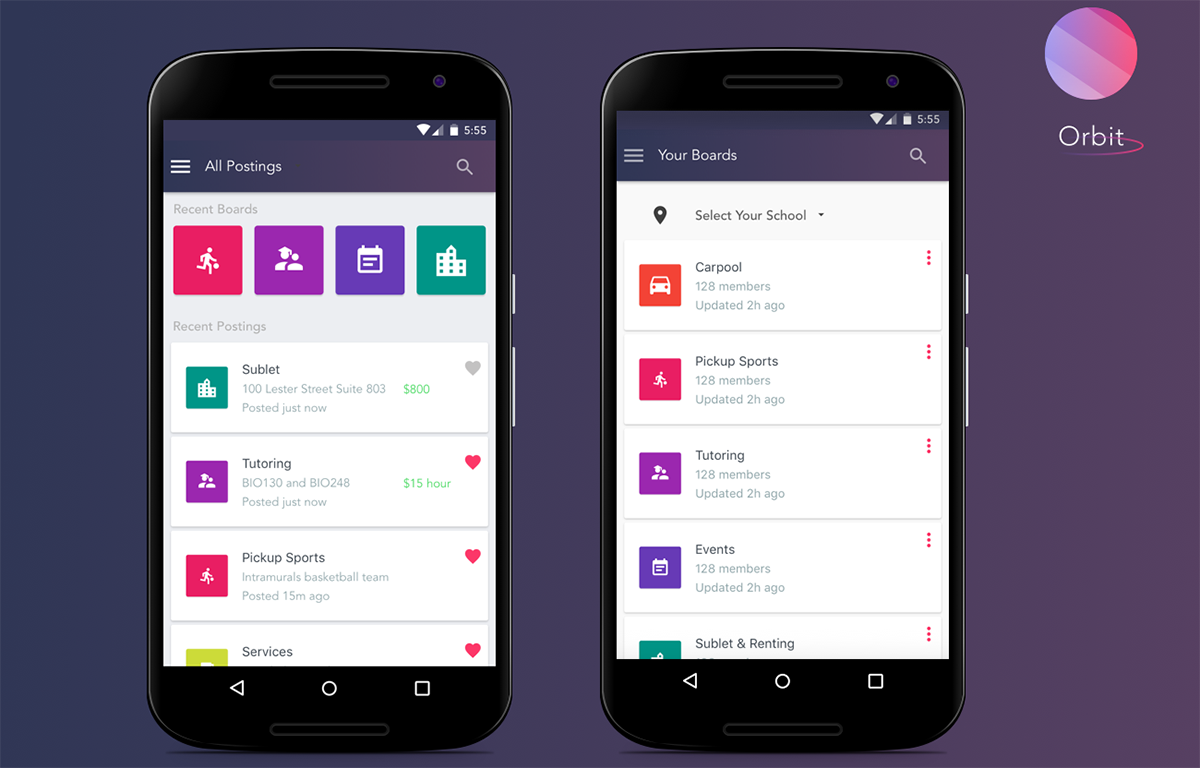 5:55
All Postings
Recent Boards
Recent Postings
Sublet
100 Lester Street Suite 803 $800
Posted just now
Tutoring
BIO130 and BIO248 $15 hour
Posted just now
Pickup Sports
Intramurals basketball team
Posted 15m ago
Services
5:55
Your Boards
Select Your School
Carpool
128 members
Updated 2h ago
Pickup Sports
128 members
Updated 2h ago
Tutoring
128 members
Updated 2h ago
Events
128 members
Updated 2h ago
Sublet & Renting
Orbit